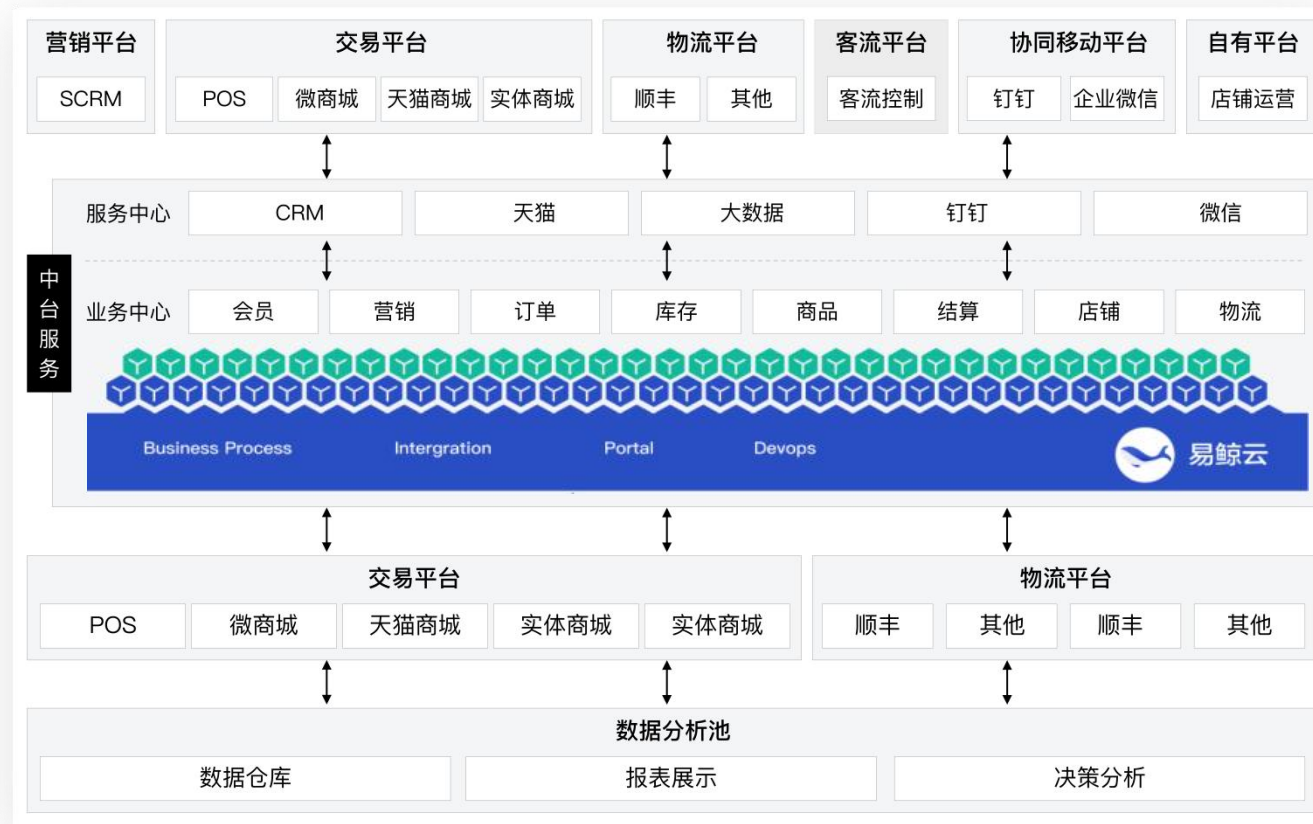 营销平台 交易平台 物流平台 客流平台 协同移动平台 自有平台
SCRM POS 微商城 天猫商城 实体商城 顺丰 其他 客流控制 钉钉 企业微信 店铺运营
服务中心 CRM 天猫 大数据 钉钉 微信
中台服务
业务中心 会员 营销 订单 库存 商品 结算 店铺 物流
Business Process Intergration Portal Devops 易鲸云
交易平台 物流平台
POS 微商城 天猫商城 实体商城 实体商城 顺丰 其他 顺丰 其他
数据分析池
数据仓库 报表展示 决策分析